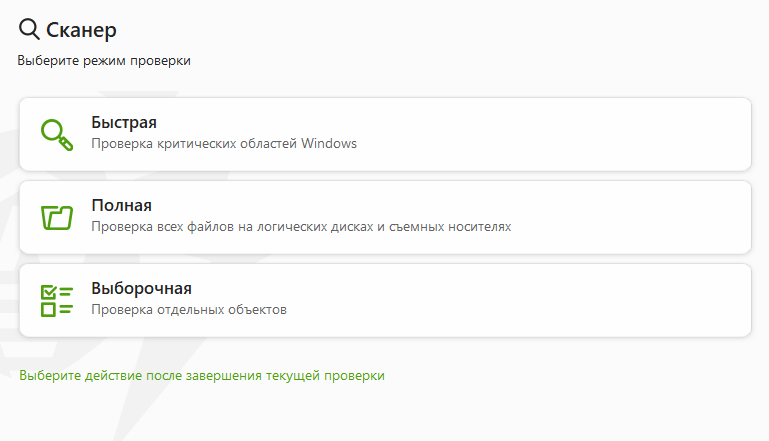 Сканер
Выберите режим проверки
Быстрая
Проверка критических областей Windows
Полная
Проверка всех файлов на логических дисках и съемных носителях
Выборочная
Проверка отдельных объектов
Выберите действие после завершения текущей проверки